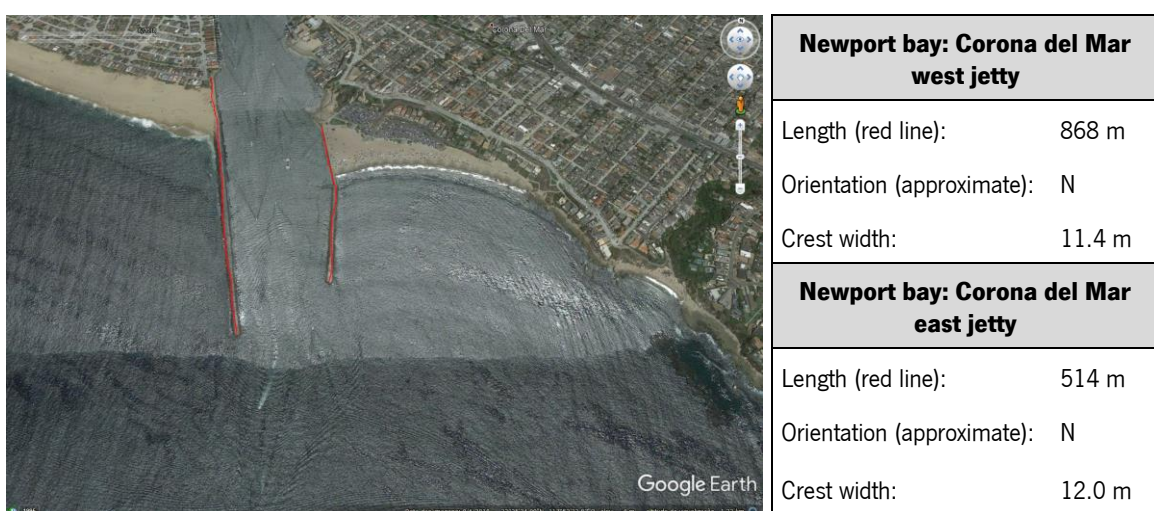 Corona Del Mar
N
Google Earth
Newport bay: Corona del Mar
west jetty
Length (red line): 868 m
Orientation (approximate): N
Crest width: 11.4 m
Newport bay: Corona del Mar
east jetty
Length (red line): 514 m
Orientation (approximate): N
Crest width: 12.0 m